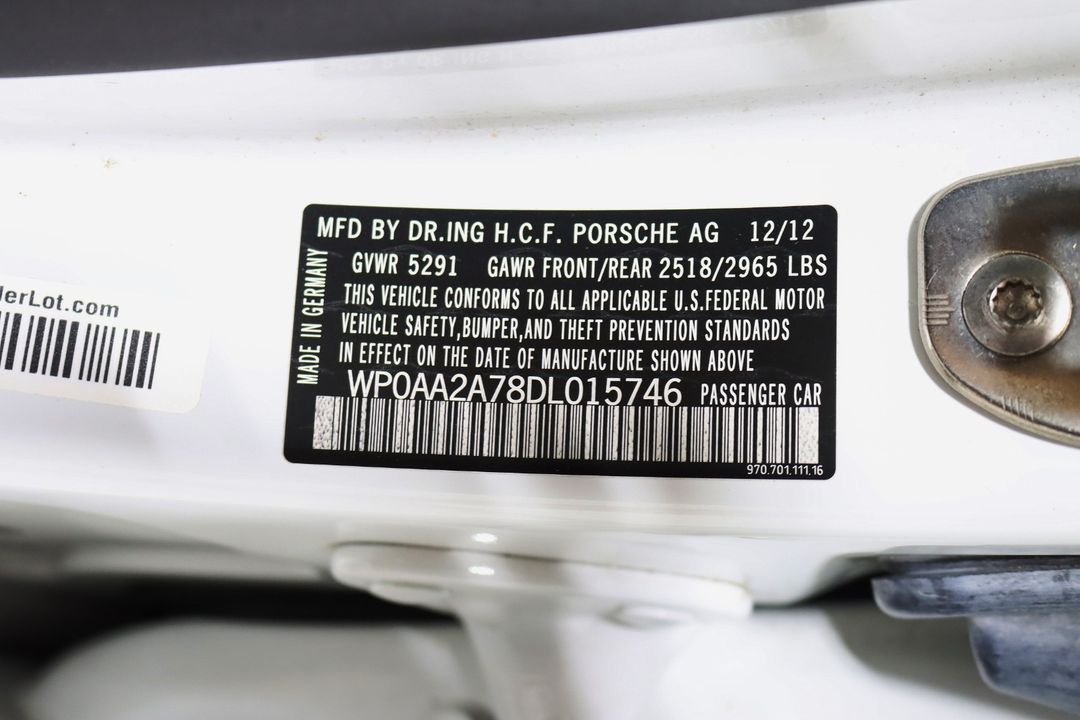 MFD BY DR.ING H.C.F. PORSCHE AG 12/12
GVWR 5291 GAWR FRONT/REAR 2518/2965 LBS
THIS VEHICLE CONFORMS TO ALL APPLICABLE U.S.FEDERAL MOTOR
VEHICLE SAFETY,BUMPER,AND THEFT PREVENTION STANDARDS
IN EFFECT ON THE DATE OF MANUFACTURE SHOWN ABOVE
WP0AA2A78DL015746 PASSENGER CAR
970.701.111.16
MADE IN GERMANY
erLot.com